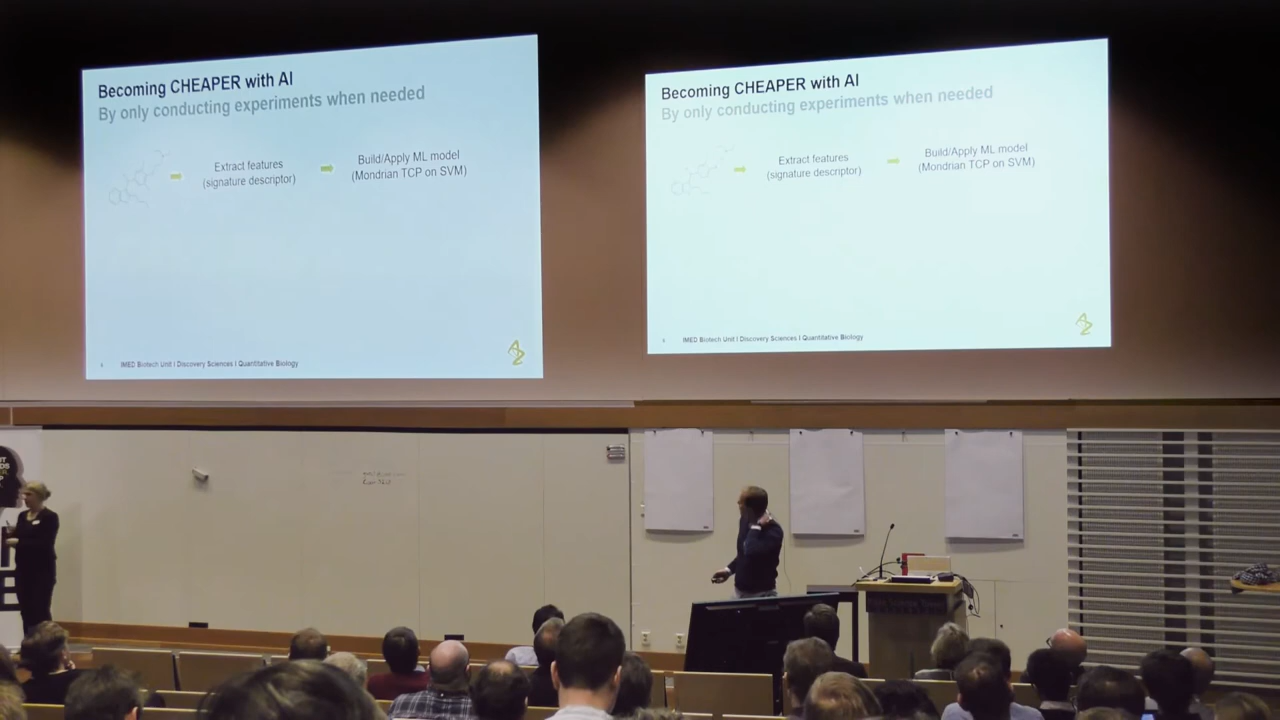 Becoming CHEAPER with AI
By only conducting experiments when needed
Extract features
(signature descriptor)
Build/Apply ML model
(Mondrian TCP on SVM)
4 IMED Biotech Unit I Discovery Sciences I Quantitative Biology
Becoming CHEAPER with AI
By only conducting experiments when needed
Extract features
(signature descriptor)
Build/Apply ML model
(Mondrian TCP on SVM)
4 IMED Biotech Unit I Discovery Sciences I Quantitative Biology